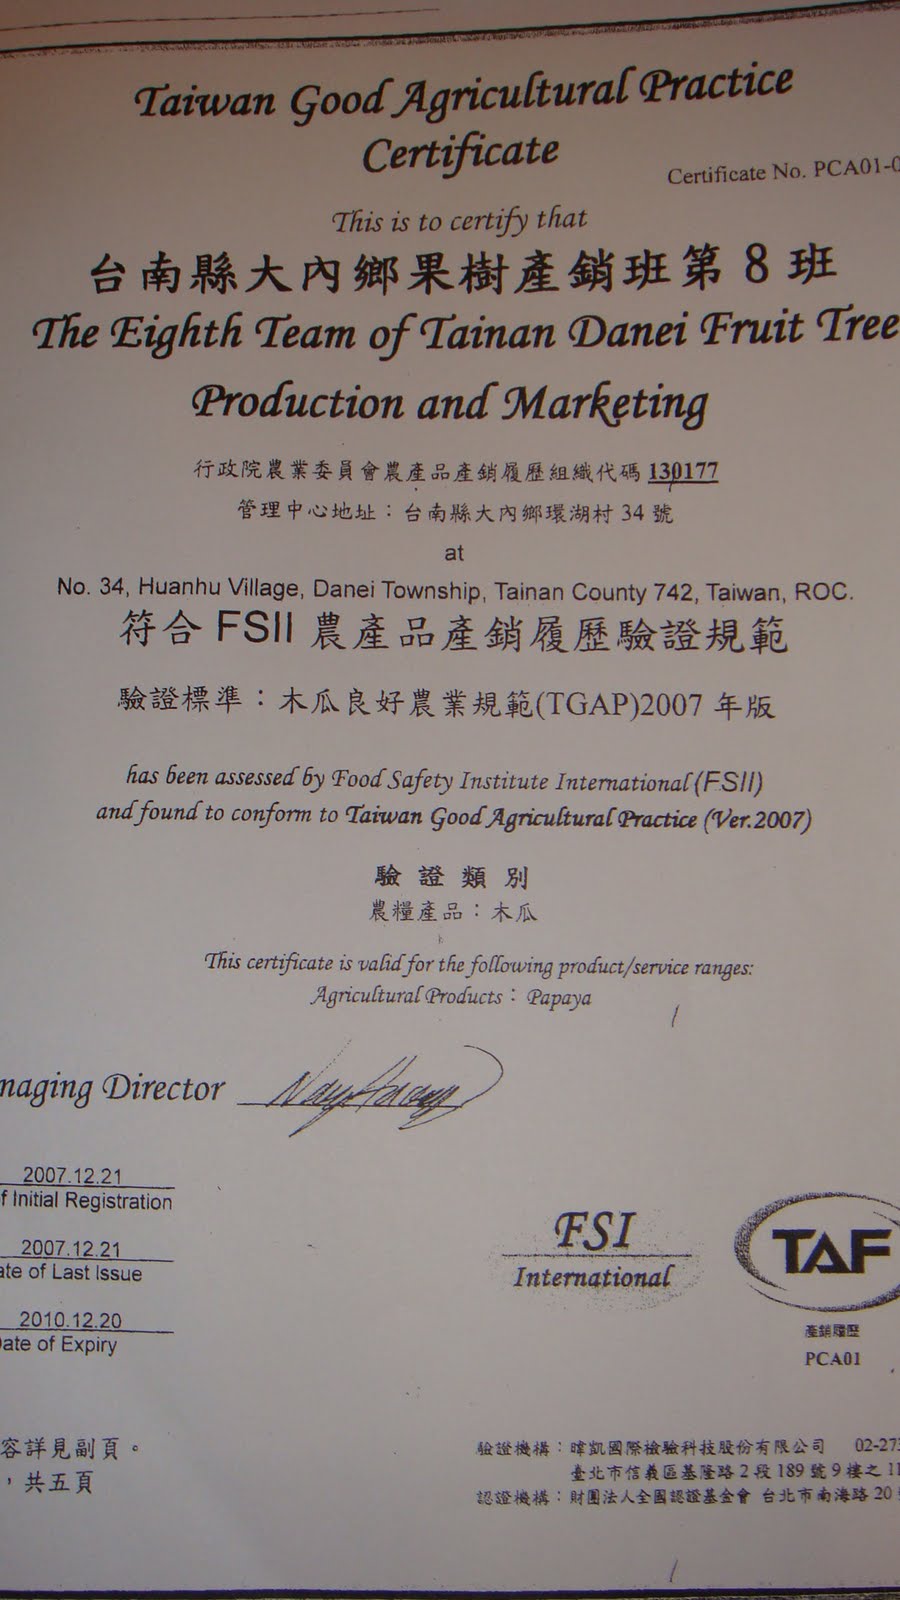 Taiwan Good Agricultural Practice
Certificate
Certificate No. PCA01-0
This is to certify that
台南縣大內鄉果樹產銷班第 8 班
The Eighth Team of Tainan Danei Fruit Tree
Production and Marketing
行政院農業委員會農產品產銷履歷組織代碼 130177
管理中心地址：台南縣大內鄉環湖村 34 號
at
No. 34, Huanhu Village, Danei Township, Tainan County 742, Taiwan, ROC.
符合 FSII 農產品產銷履歷驗證規範
驗證標準：木瓜良好農業規範(TGAP)2007 年版
has been assessed by Food Safety Institute International (FSII)
and found to conform to Taiwan Good Agricultural Practice (Ver.2007)
驗 證 類 別
農糧產品：木瓜
This certificate is valid for the following product/service ranges:
Agricultural Products： Papaya
naging Director
2007.12.21
f Initial Registration
2007.12.21
ate of Last Issue
2010.12.20
Date of Expiry
FSI
International
TAF
產銷履歷
PCA01
容詳見副頁。
，共五頁
驗證機構：暐凱國際檢驗科技股份有限公司 02-273
臺北市信義區基隆路 2 段 189 號 9 樓之 11
認證機構：財團法人全國認證基金會 台北市南海路 20